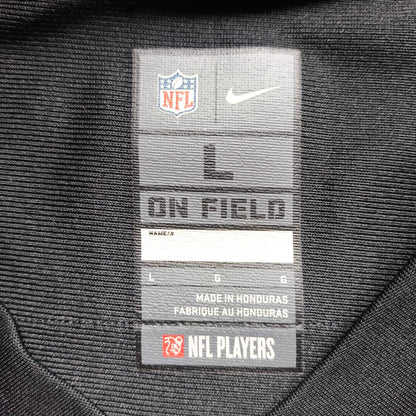 NFL
L
ON FIELD
NAME/#
L G G
MADE IN HONDURAS
FABRIQUÉ AU HONDURAS
NFL PLAYERS